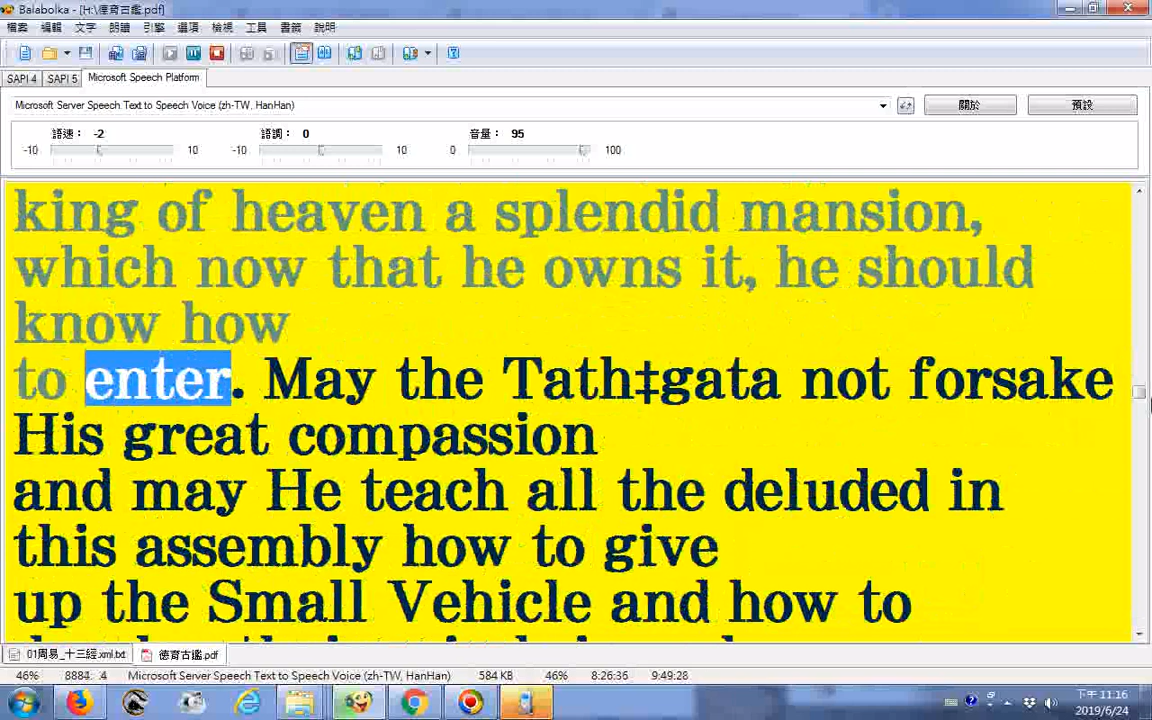 Balabolka - [H:\德育古鑑.pdf]
檔案 編輯 文字 朗讀 引擎 選項 檢視 工具 書籤 說明
SAPI 4 SAPI 5 Microsoft Speech Platform
Microsoft Server Speech Text to Speech Voice (zh-TW, HanHan) 關於 預設
語速： -2 語調： 0 音量： 95
-10 10 -10 10 0 100
king of heaven a splendid mansion,
which now that he owns it, he should
know how
to enter. May the Tath‡gata not forsake
His great compassion
and may He teach all the deluded in
this assembly how to give
up the Small Vehicle and how to
01周易_十三經.xml.txt 德育古鑑.pdf
46% 8884: 4 Microsoft Server Speech Text to Speech Voice (zh-TW, HanHan) 584 KB 46% 8:26:36 9:49:28
下午 11:16
2019/6/24